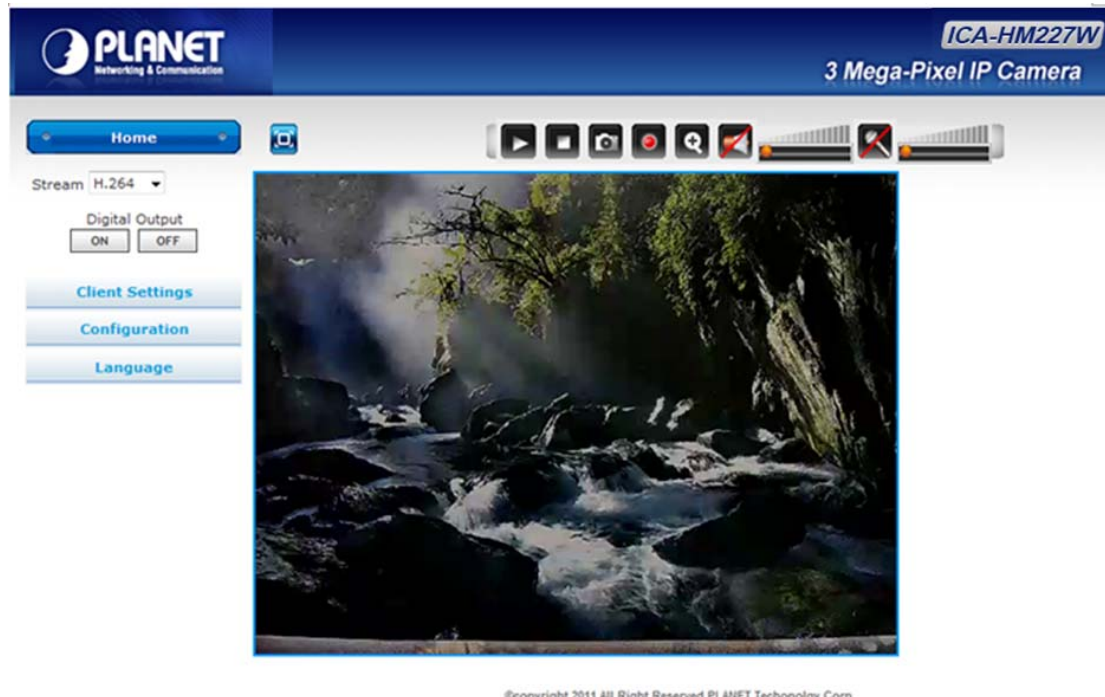 PLANET
Networking & Communication
ICA-HM227W
3 Mega-Pixel IP Camera
Home
Stream H.264
Digital Output
ON OFF
Client Settings
Configuration
Language
©copyright 2011 All Right Reserved PLANET Techonolgy Corp.